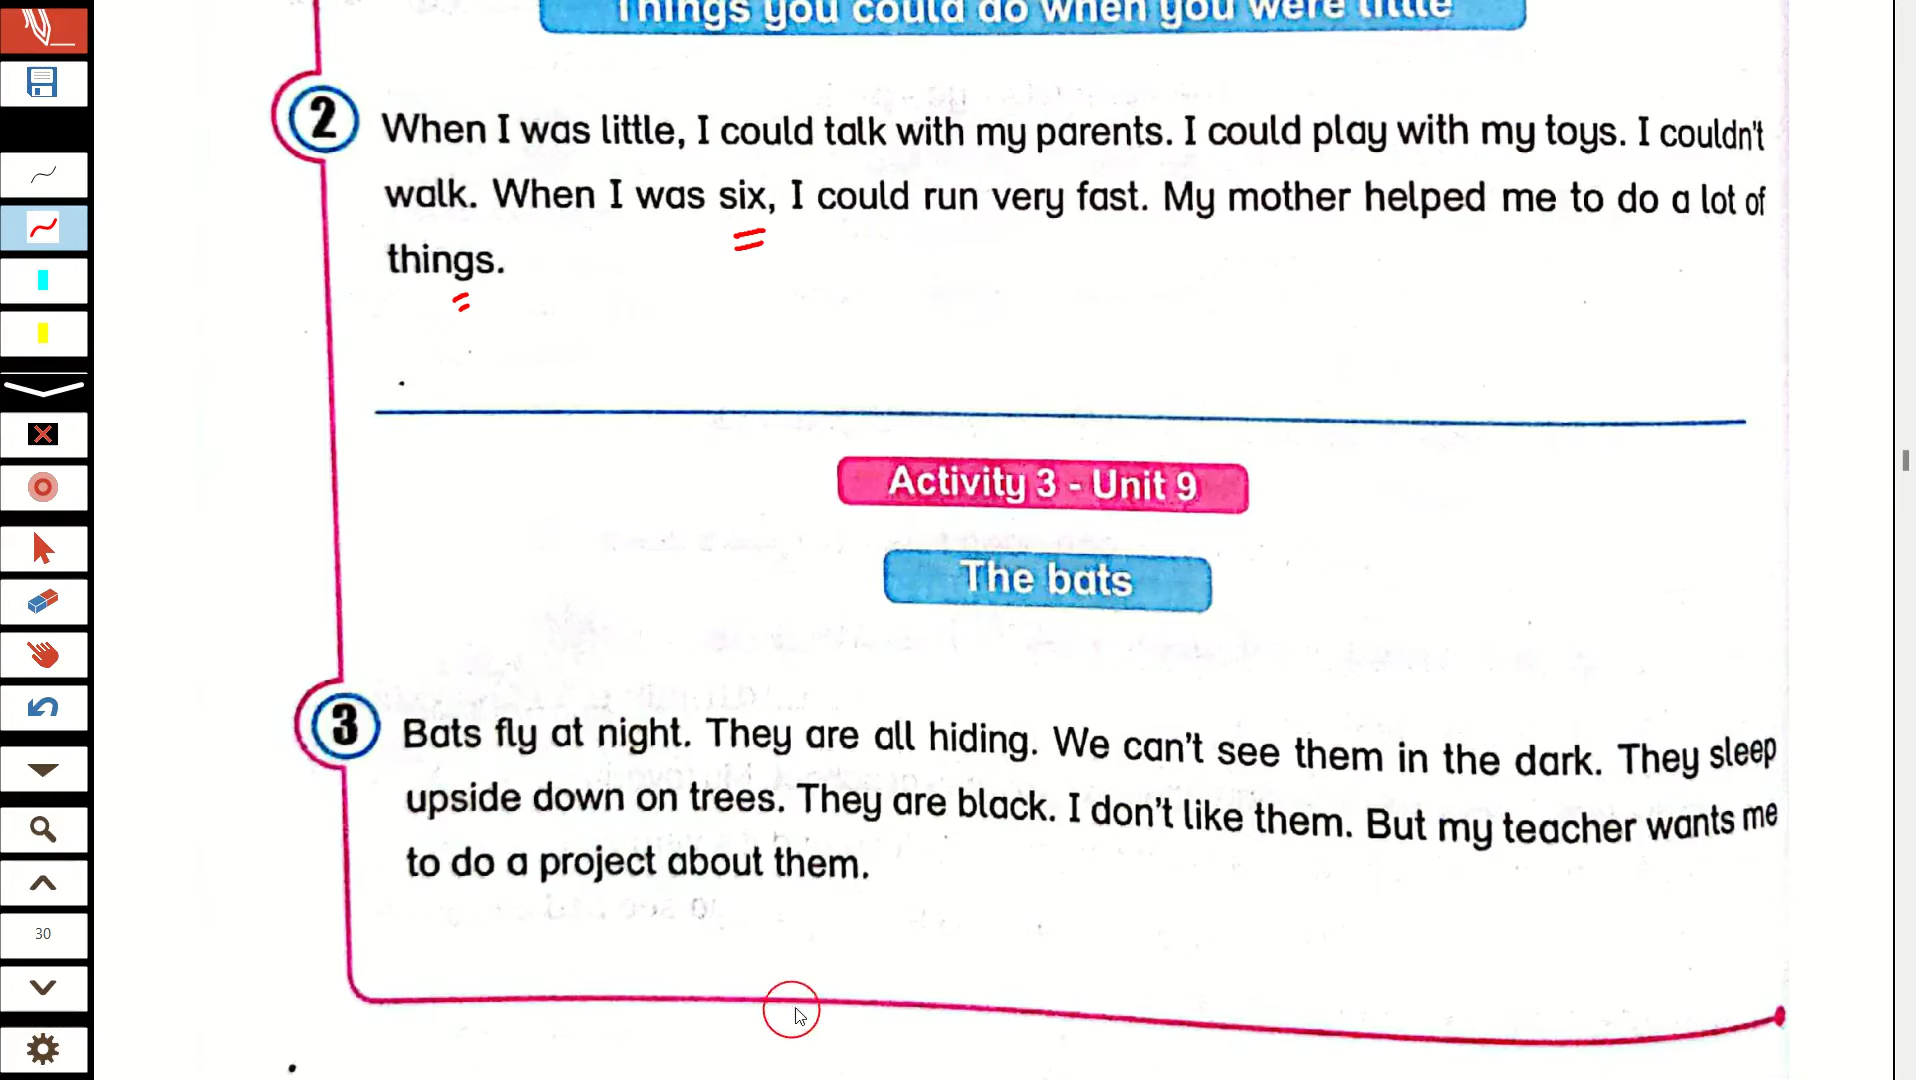 Things you could do when you were little
2
When I was little, I could talk with my parents. I could play with my toys. I couldn't
walk. When I was six, I could run very fast. My mother helped me to do a lot of
things.
Activity 3 - Unit 9
The bats
3
Bats fly at night. They are all hiding. We can't see them in the dark. They sleep
upside down on trees. They are black. I don't like them. But my teacher wants me
to do a project about them.
30